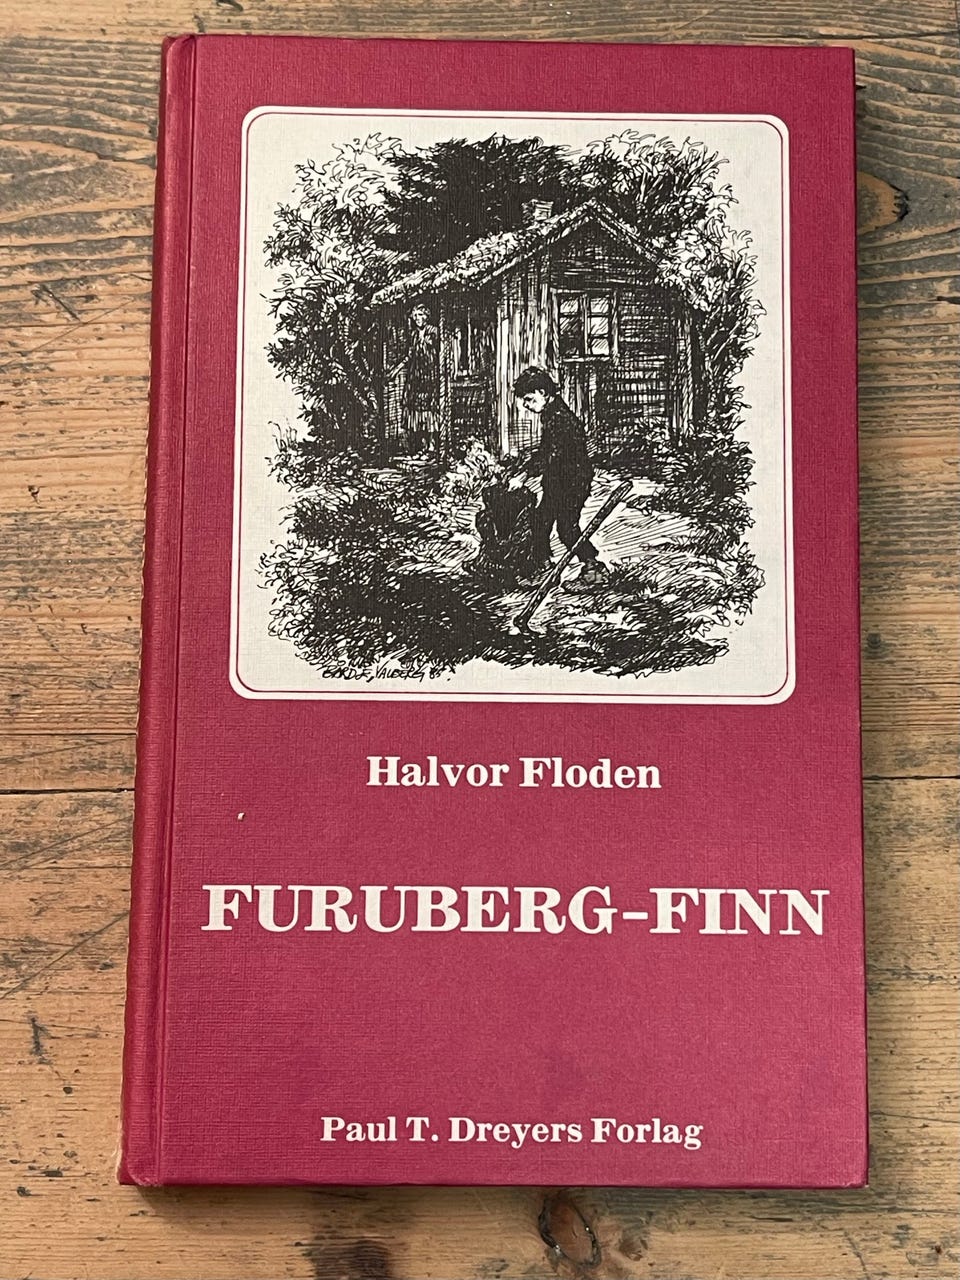 Halvor Floden
FURUBERG-FINN
Paul T. Dreyers Forlag